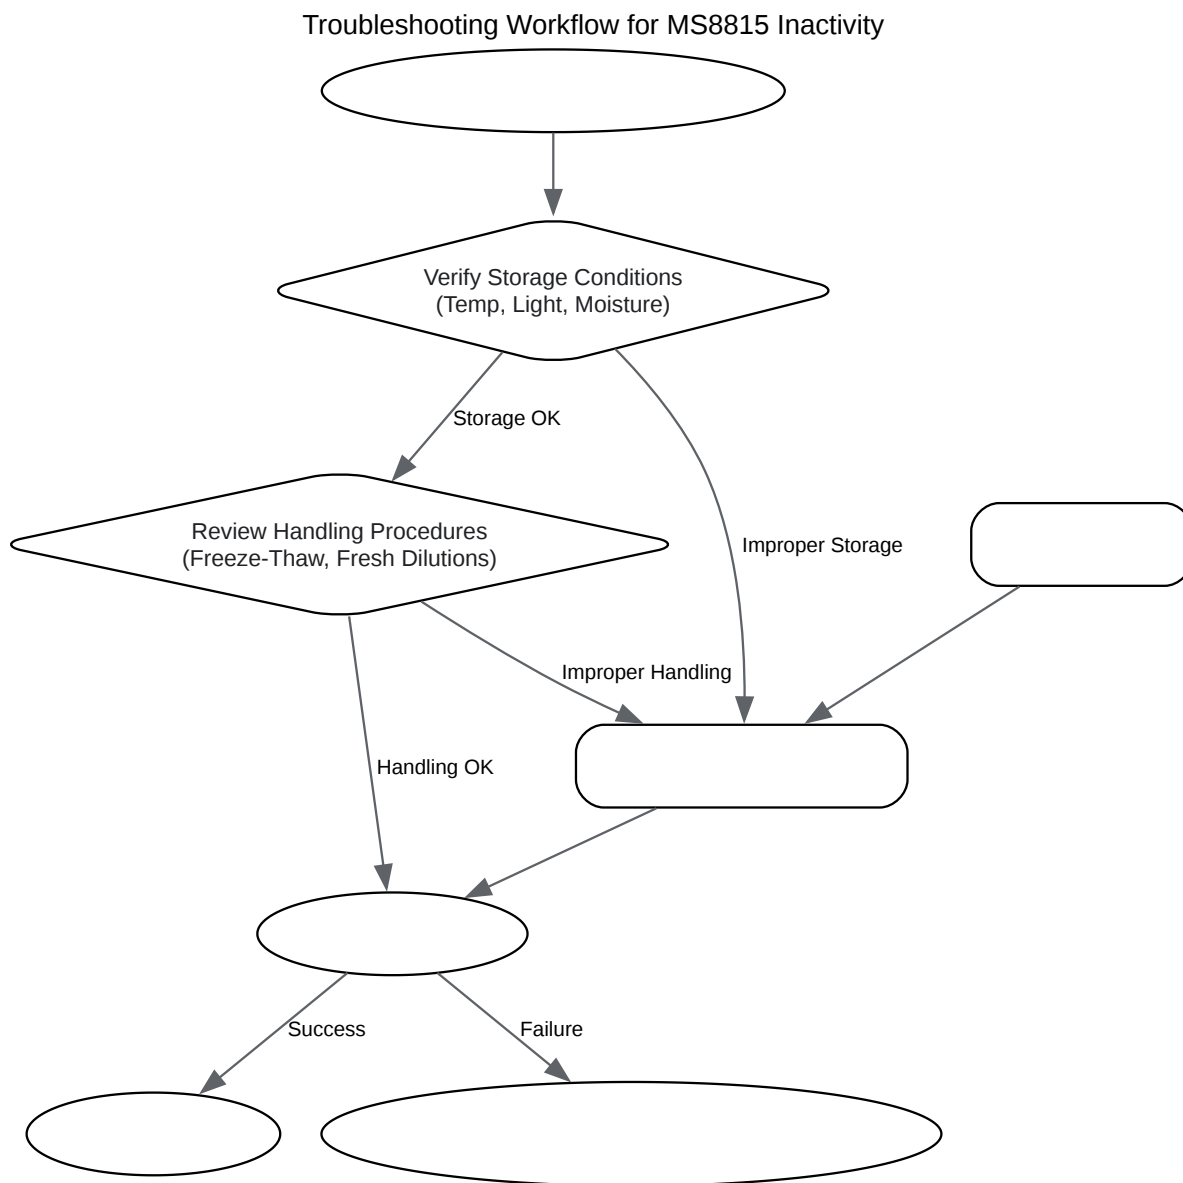 Troubleshooting Workflow for MS8815 Inactivity
Verify Storage Conditions
(Temp, Light, Moisture)
Storage OK
Review Handling Procedures
(Freeze-Thaw, Fresh Dilutions)
Improper Storage
Improper Handling
Handling OK
Success
Failure